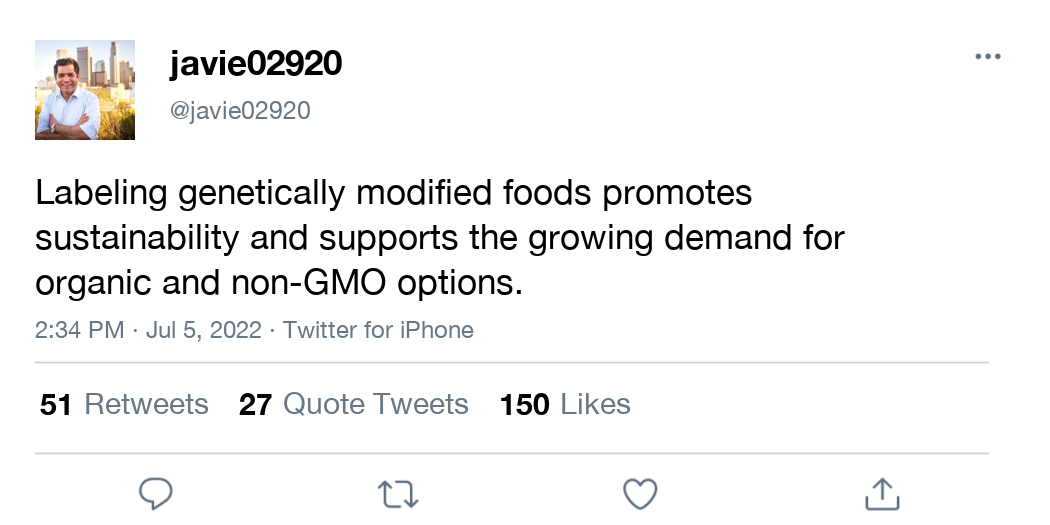 javie02920
@javie02920
Labeling genetically modified foods promotes
sustainability and supports the growing demand for
organic and non-GMO options.
2:34 PM · Jul 5, 2022 · Twitter for iPhone
51 Retweets 27 Quote Tweets 150 Likes